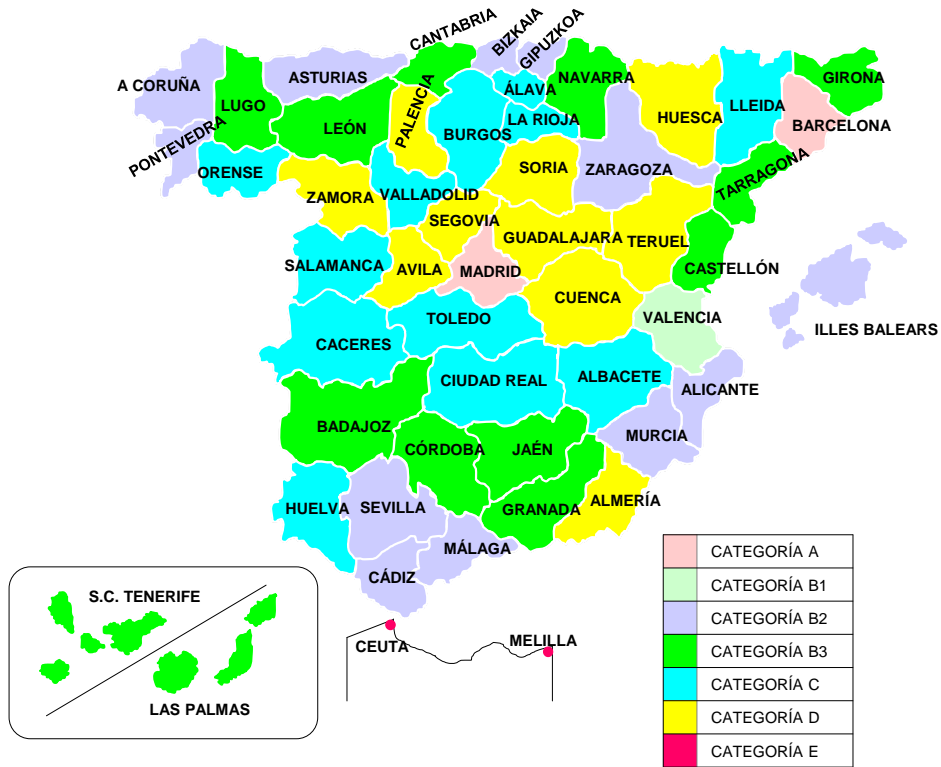 CANTABRIA
BIZKAIA
GIPUZKOA
A CORUÑA
ASTURIAS
LUGO
LEÓN
PALENCIA
BURGOS
ÁLAVA
LA RIOJA
NAVARRA
HUESCA
LLEIDA
GIRONA
BARCELONA
PONTEVEDRA
ORENSE
ZAMORA
VALLADOLID
SORIA
ZARAGOZA
TARRAGONA
SEGOVIA
GUADALAJARA
TERUEL
SALAMANCA
AVILA
MADRID
CASTELLÓN
CUENCA
TOLEDO
VALENCIA
ILLES BALEARS
CACERES
CIUDAD REAL
ALBACETE
ALICANTE
BADAJOZ
CÓRDOBA
JAÉN
MURCIA
HUELVA
SEVILLA
GRANADA
ALMERÍA
MÁLAGA
CÁDIZ
S.C. TENERIFE
LAS PALMAS
CEUTA
MELILLA
CATEGORÍA A
CATEGORÍA B1
CATEGORÍA B2
CATEGORÍA B3
CATEGORÍA C
CATEGORÍA D
CATEGORÍA E